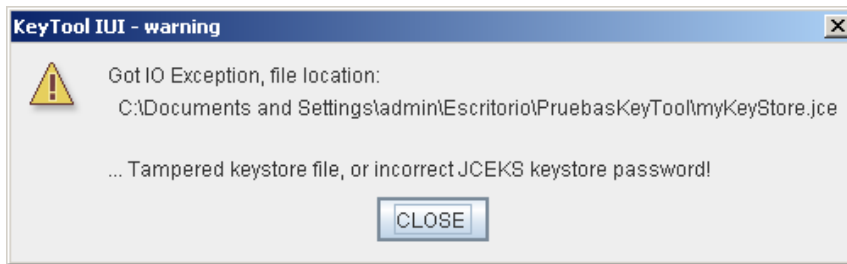 KeyTool IUI - warning
Got IO Exception, file location:
C:\Documents and Settings\admin\Escritorio\PruebasKeyTool\myKeyStore.jce
... Tampered keystore file, or incorrect JCEKS keystore password!
CLOSE